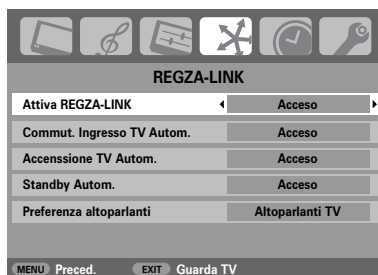 REGZA-LINK
Attiva REGZA-LINK Acceso
Commut. Ingresso TV Autom. Acceso
Accenssione TV Autom. Acceso
Standby Autom. Acceso
Preferenza altoparlanti Altoparlanti TV
MENU Preced. EXIT Guarda TV